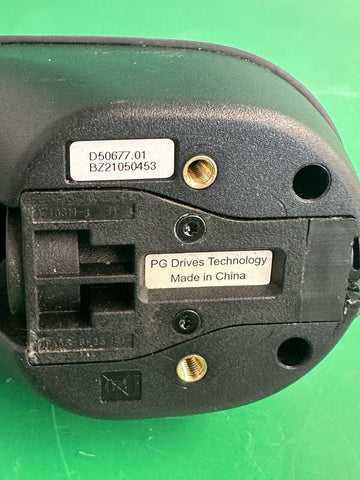 D50677.01
BZ21050453
PG Drives Technology
Made in China